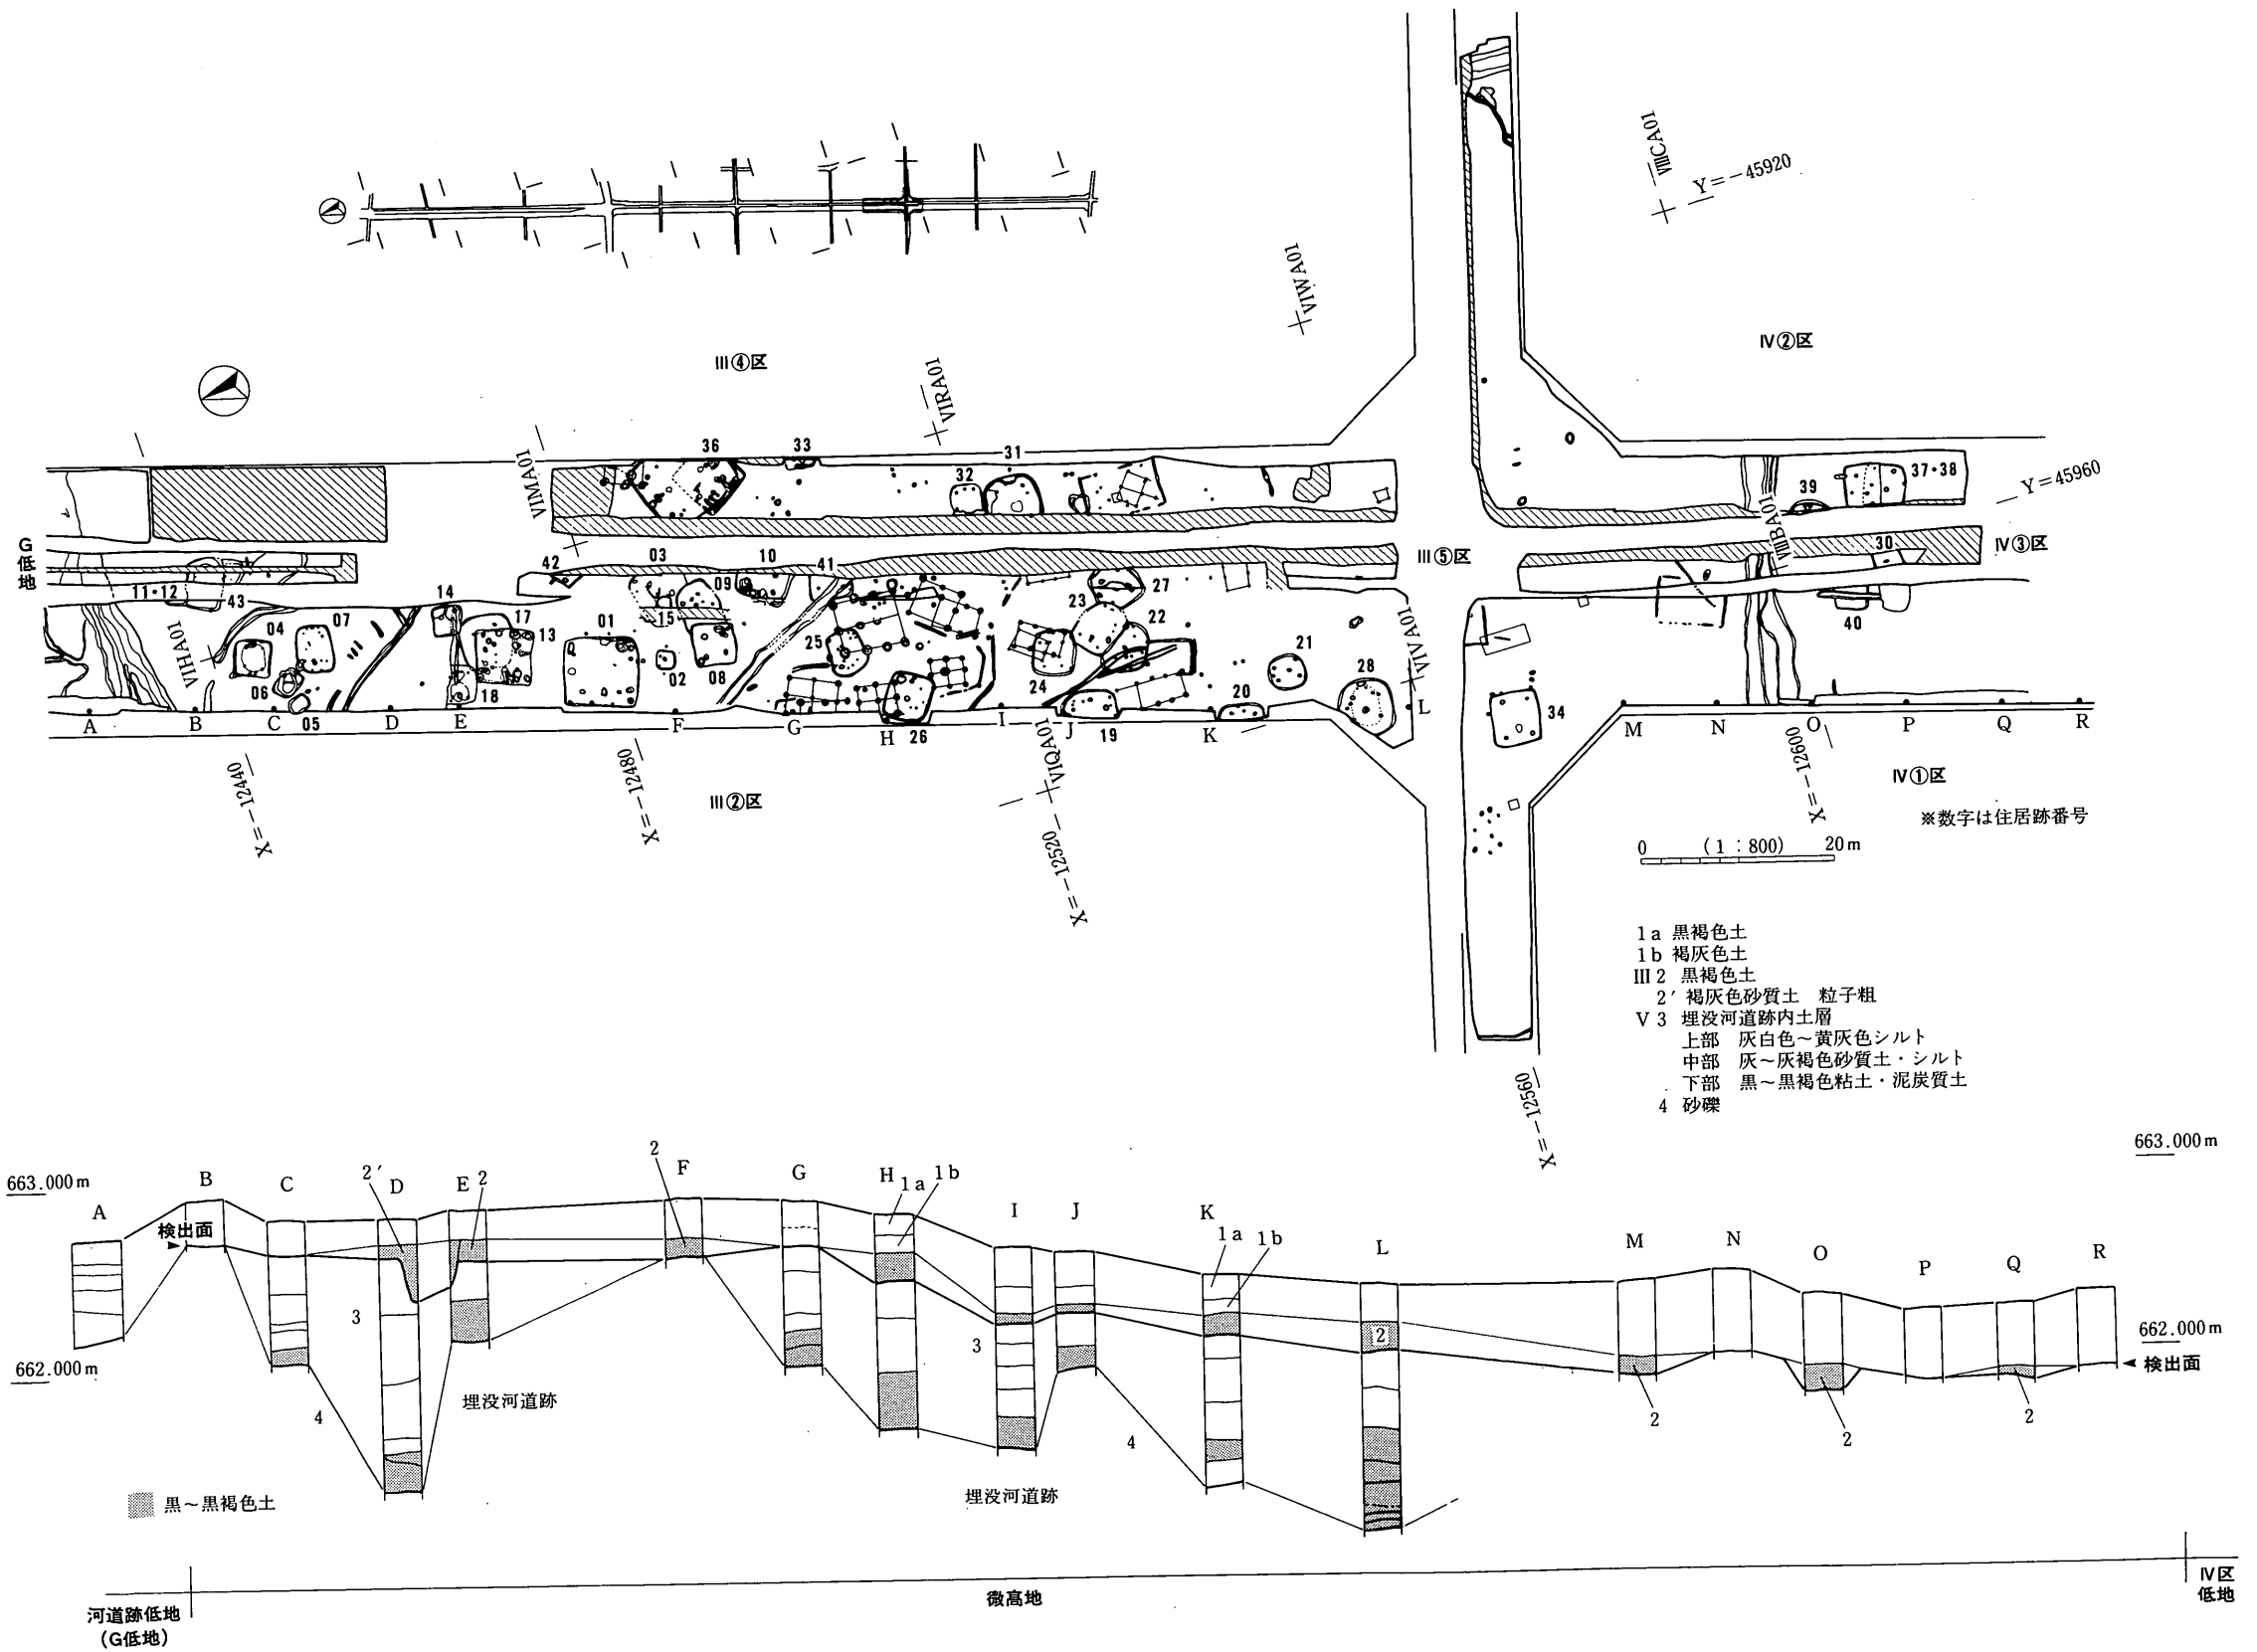 ⅧCA01
Y=-45920
ⅥWA01
Ⅲ④区
Ⅳ②区
ⅥRA01
ⅥMA01
36
33
31
32
37・38
39
Y=-45960
ⅧBA01
G低地
42
03
10
41
09
Ⅲ⑤区
30
Ⅳ③区
11・12
43
14
27
ⅥHA01
04
07
17
13
01
15
23
22
25
40
06
02
08
18
24
21
28
ⅥVA01
20
34
A
B
C
05
D
E
F
G
H
26
I
J
19
K
L
M
N
O
P
Q
R
X=-12440
X=-12480
Ⅲ②区
ⅥQA01
X=-12520
X=-12600
Ⅳ①区
※数字は住居跡番号
0 (1:800) 20m
1a 黒褐色土
1b 褐灰色土
Ⅲ2 黒褐色土
2′ 褐灰色砂質土 粒子粗
Ⅴ3 埋没河道跡内土層
上部 灰白色~黄灰色シルト
中部 灰~灰褐色砂質土・シルト
下部 黒~黒褐色粘土・泥炭質土
4 砂礫
X=-12560
663.000m
663.000m
A
B
C
2′
D
E
2
2
F
G
H
1a
1b
I
J
K
1a
1b
L
M
N
O
P
Q
R
検出面
2
662.000m
検出面
662.000m
3
3
4
4
埋没河道跡
埋没河道跡
2
2
2
黒~黒褐色土
河道跡低地
(G低地)
微高地
Ⅳ区
低地